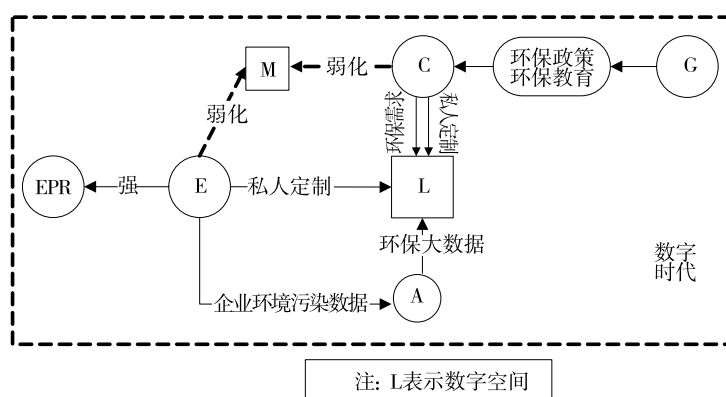 M
弱化
C
环保政策
环保教育
G
弱化
环保需求
私人定制
EPR
强
E
私人定制
L
环保大数据
数字
时代
企业环境污染数据
A
注: L表示数字空间